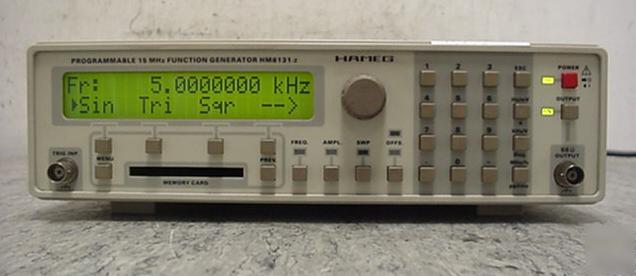 PROGRAMMABLE 15 MHz FUNCTION GENERATOR HM8131-2
HAMEG
Fr: 5.0000000 kHz
▸Sin Tri Sqr -->
1 2 3 ESC
4 5 6
7 8 9
. 0 -
POWER
OUTPUT
TRIG INP.
MENU
PREV.
MEMORY CARD
FREQ. AMPL. SWP OFFS.
50Ω
OUTPUT